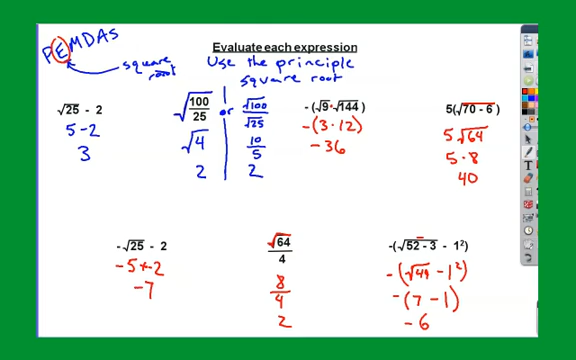 PEMDAS
square root
Evaluate each expression
Use the principle
square root
√25 - 2
5-2
3
√(100/25) or √100/√25
√4 10/5
2 2
-(√9 · √144)
-(3 · 12)
-36
5(√70 - 6)
5√64
5 · 8
40
-√25 - 2
-5+-2
-7
√64/4
8/4
2
-(√52 - 3 - 1²)
-(√49 - 1²)
-(7 - 1)
-6